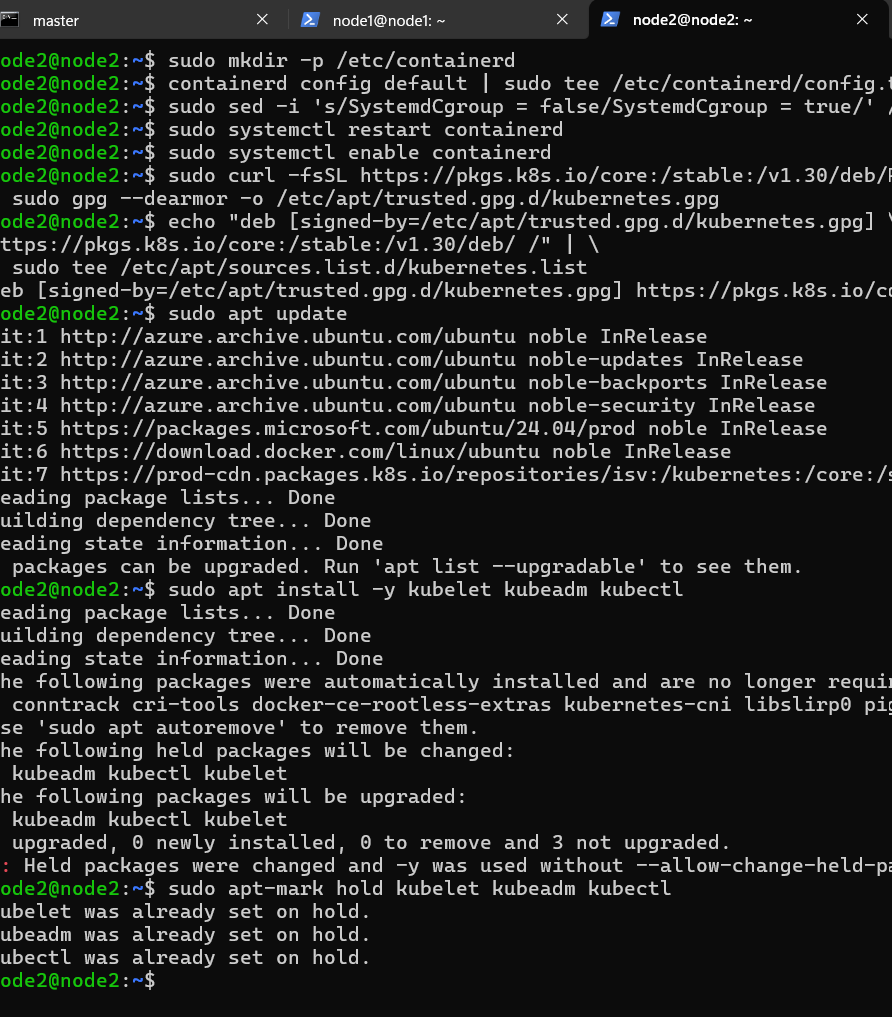 master
node1@node1: ~
node2@node2: ~
ode2@node2:~$ sudo mkdir -p /etc/containerd
ode2@node2:~$ containerd config default | sudo tee /etc/containerd/config.t
ode2@node2:~$ sudo sed -i 's/SystemdCgroup = false/SystemdCgroup = true/' /
ode2@node2:~$ sudo systemctl restart containerd
ode2@node2:~$ sudo systemctl enable containerd
ode2@node2:~$ sudo curl -fsSL https://pkgs.k8s.io/core:/stable:/v1.30/deb/R
 sudo gpg --dearmor -o /etc/apt/trusted.gpg.d/kubernetes.gpg
ode2@node2:~$ echo "deb [signed-by=/etc/apt/trusted.gpg.d/kubernetes.gpg] \
ttps://pkgs.k8s.io/core:/stable:/v1.30/deb/ /" | \
 sudo tee /etc/apt/sources.list.d/kubernetes.list
eb [signed-by=/etc/apt/trusted.gpg.d/kubernetes.gpg] https://pkgs.k8s.io/co
ode2@node2:~$ sudo apt update
it:1 http://azure.archive.ubuntu.com/ubuntu noble InRelease
it:2 http://azure.archive.ubuntu.com/ubuntu noble-updates InRelease
it:3 http://azure.archive.ubuntu.com/ubuntu noble-backports InRelease
it:4 http://azure.archive.ubuntu.com/ubuntu noble-security InRelease
it:5 https://packages.microsoft.com/ubuntu/24.04/prod noble InRelease
it:6 https://download.docker.com/linux/ubuntu noble InRelease
it:7 https://prod-cdn.packages.k8s.io/repositories/isv:/kubernetes:/core:/s
eading package lists... Done
uilding dependency tree... Done
eading state information... Done
 packages can be upgraded. Run 'apt list --upgradable' to see them.
ode2@node2:~$ sudo apt install -y kubelet kubeadm kubectl
eading package lists... Done
uilding dependency tree... Done
eading state information... Done
he following packages were automatically installed and are no longer requir
 conntrack cri-tools docker-ce-rootless-extras kubernetes-cni libslirp0 pig
se 'sudo apt autoremove' to remove them.
he following held packages will be changed:
 kubeadm kubectl kubelet
he following packages will be upgraded:
 kubeadm kubectl kubelet
 upgraded, 0 newly installed, 0 to remove and 3 not upgraded.
: Held packages were changed and -y was used without --allow-change-held-pa
ode2@node2:~$ sudo apt-mark hold kubelet kubeadm kubectl
ubelet was already set on hold.
ubeadm was already set on hold.
ubectl was already set on hold.
ode2@node2:~$